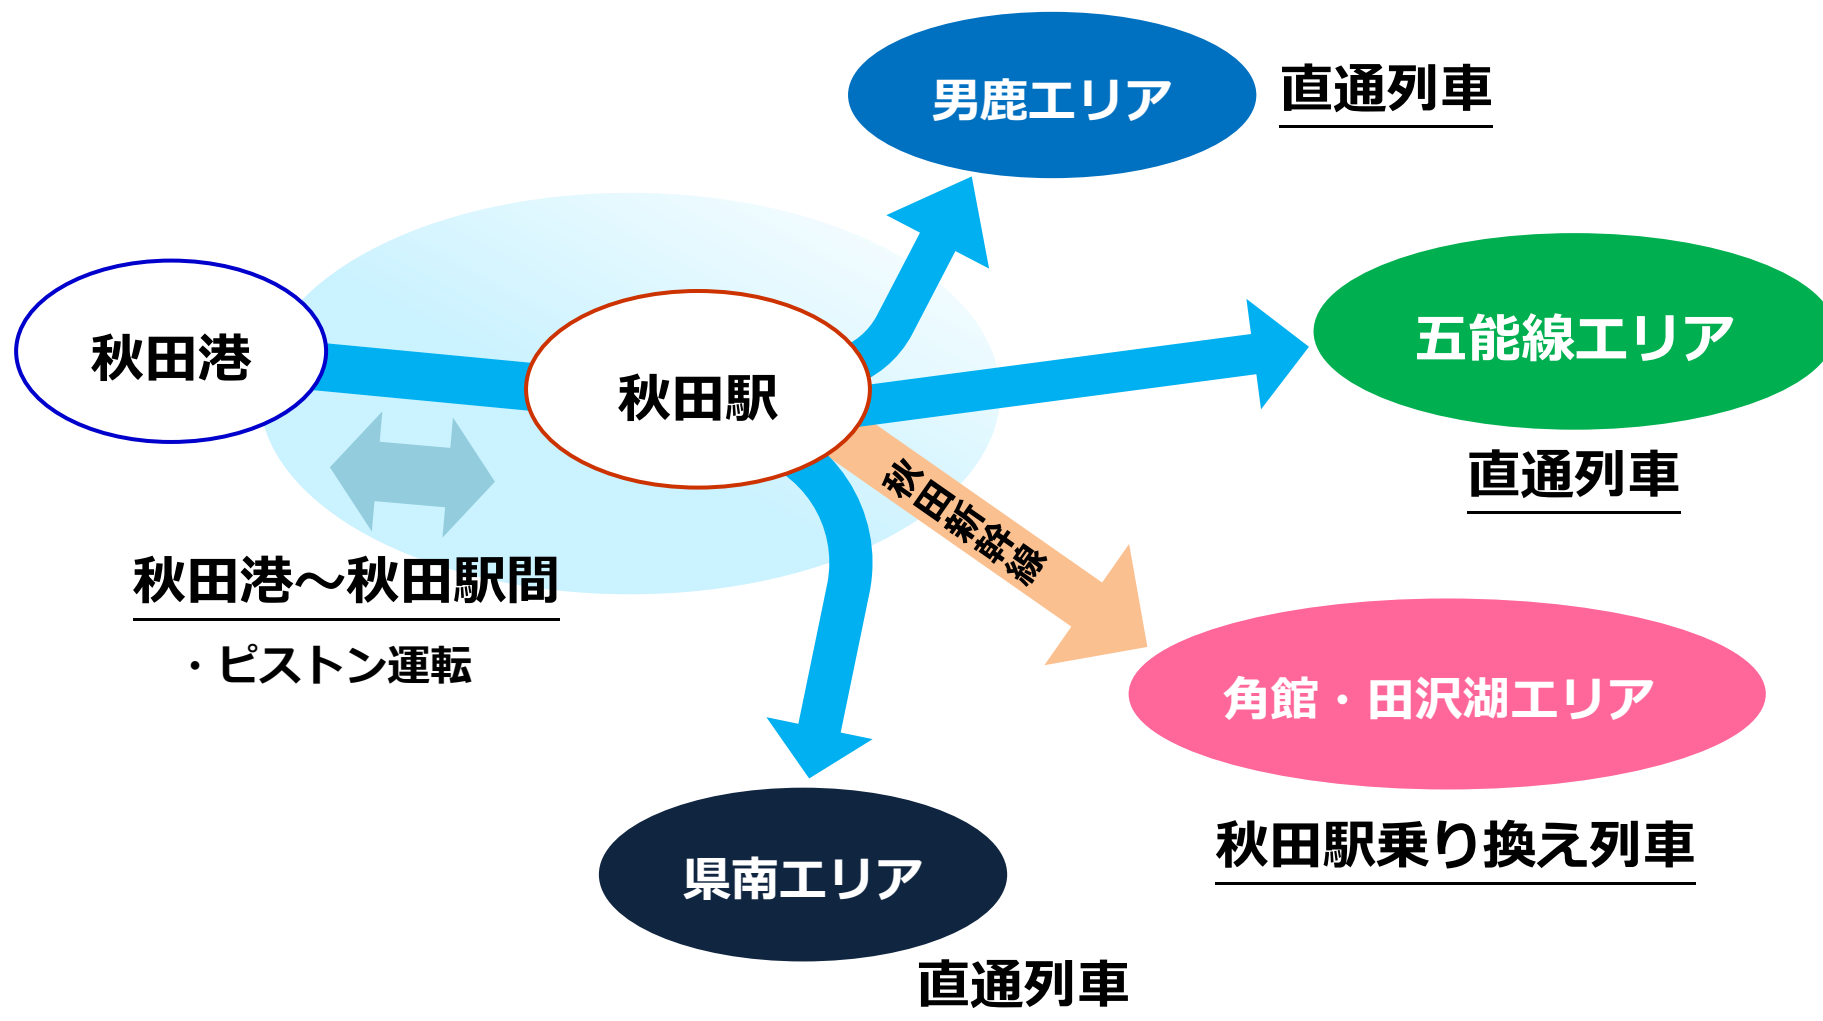 男鹿エリア
直通列車
秋田港
秋田駅
五能線エリア
直通列車
秋田新幹線
秋田港～秋田駅間
・ピストン運転
角館・田沢湖エリア
秋田駅乗り換え列車
県南エリア
直通列車